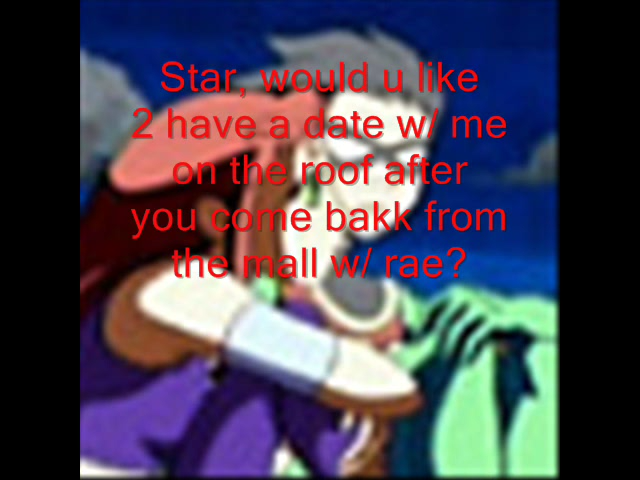 Star, would u like
2 have a date w/ me
on the roof after
you come bakk from
the mall w/ rae?